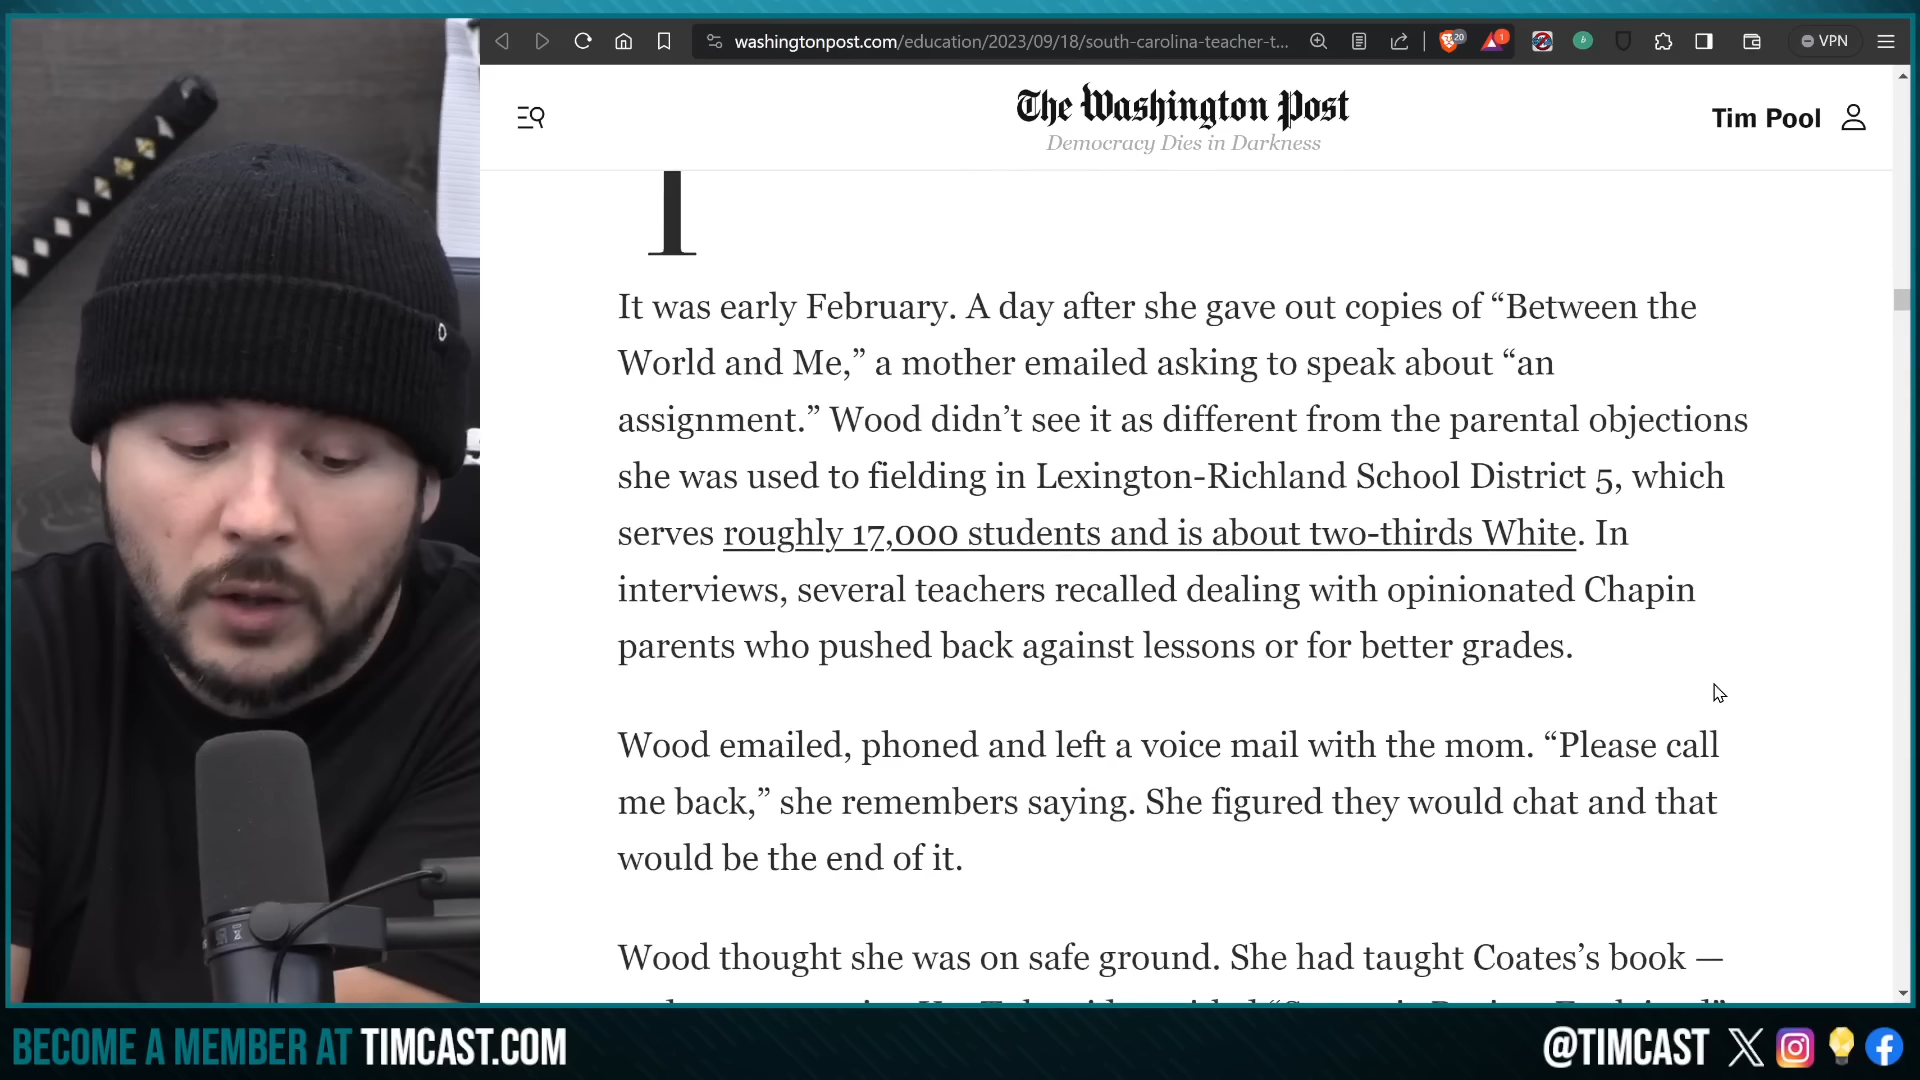 washingtonpost.com/education/2023/09/18/south-carolina-teacher-t...
20
1
VPN
The Washington Post
Democracy Dies in Darkness
Tim Pool
It was early February. A day after she gave out copies of “Between the
World and Me,” a mother emailed asking to speak about “an
assignment.” Wood didn’t see it as different from the parental objections
she was used to fielding in Lexington-Richland School District 5, which
serves roughly 17,000 students and is about two-thirds White. In
interviews, several teachers recalled dealing with opinionated Chapin
parents who pushed back against lessons or for better grades.
Wood emailed, phoned and left a voice mail with the mom. “Please call
me back,” she remembers saying. She figured they would chat and that
would be the end of it.
Wood thought she was on safe ground. She had taught Coates’s book —
BECOME A MEMBER AT TIMCAST.COM
@TIMCAST